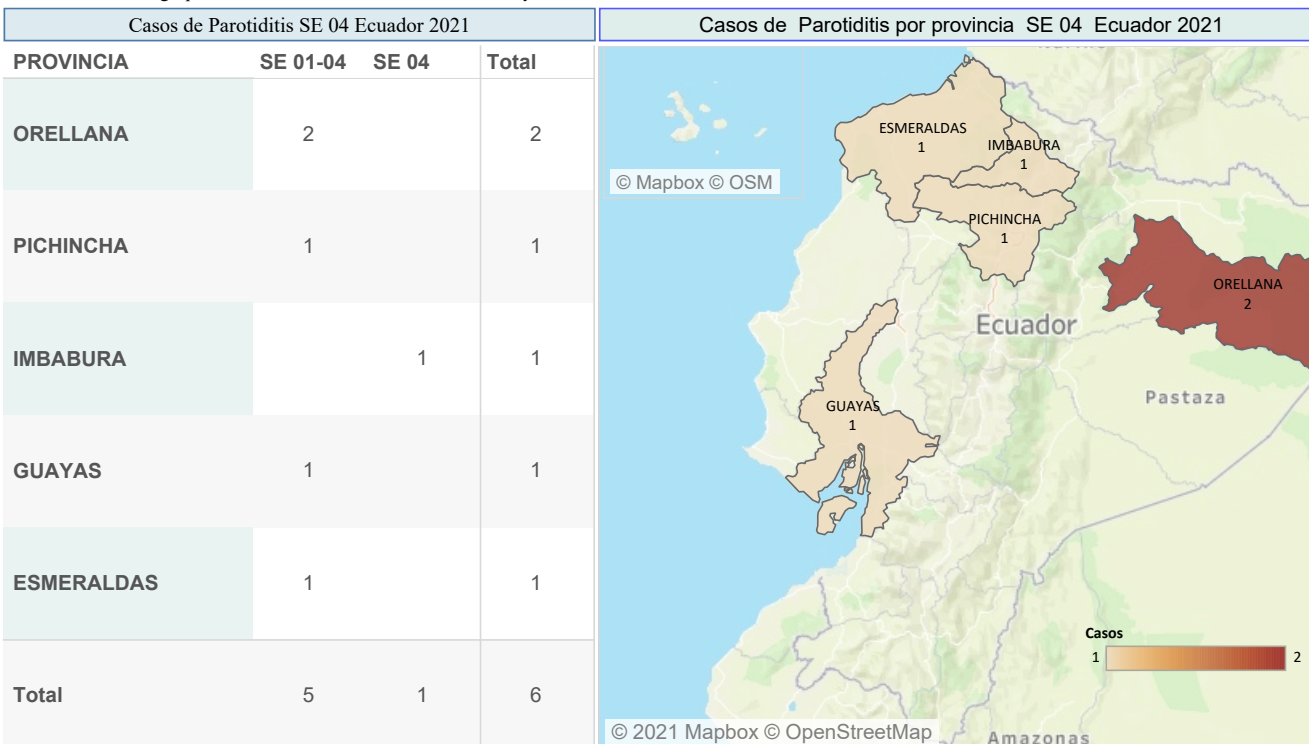 Casos de Parotiditis SE 04 Ecuador 2021
PROVINCIA SE 01-04 SE 04 Total
ORELLANA 2 2
PICHINCHA 1 1
IMBABURA 1 1
GUAYAS 1 1
ESMERALDAS 1 1
Total 5 1 6
Casos de Parotiditis por provincia SE 04 Ecuador 2021
ESMERALDAS
1
IMBABURA
1
© Mapbox © OSM
PICHINCHA
1
ORELLANA
2
Ecuador
Pastaza
GUAYAS
1
Casos
1 2
© 2021 Mapbox © OpenStreetMap
Amazonas